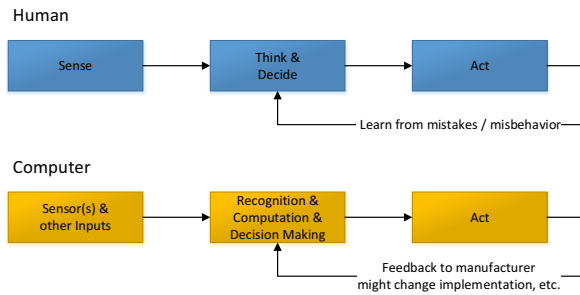 Human
Sense
Think &
Decide
Act
Learn from mistakes / misbehavior
Computer
Sensor(s) &
other Inputs
Recognition &
Computation &
Decision Making
Act
Feedback to manufacturer
might change implementation, etc.